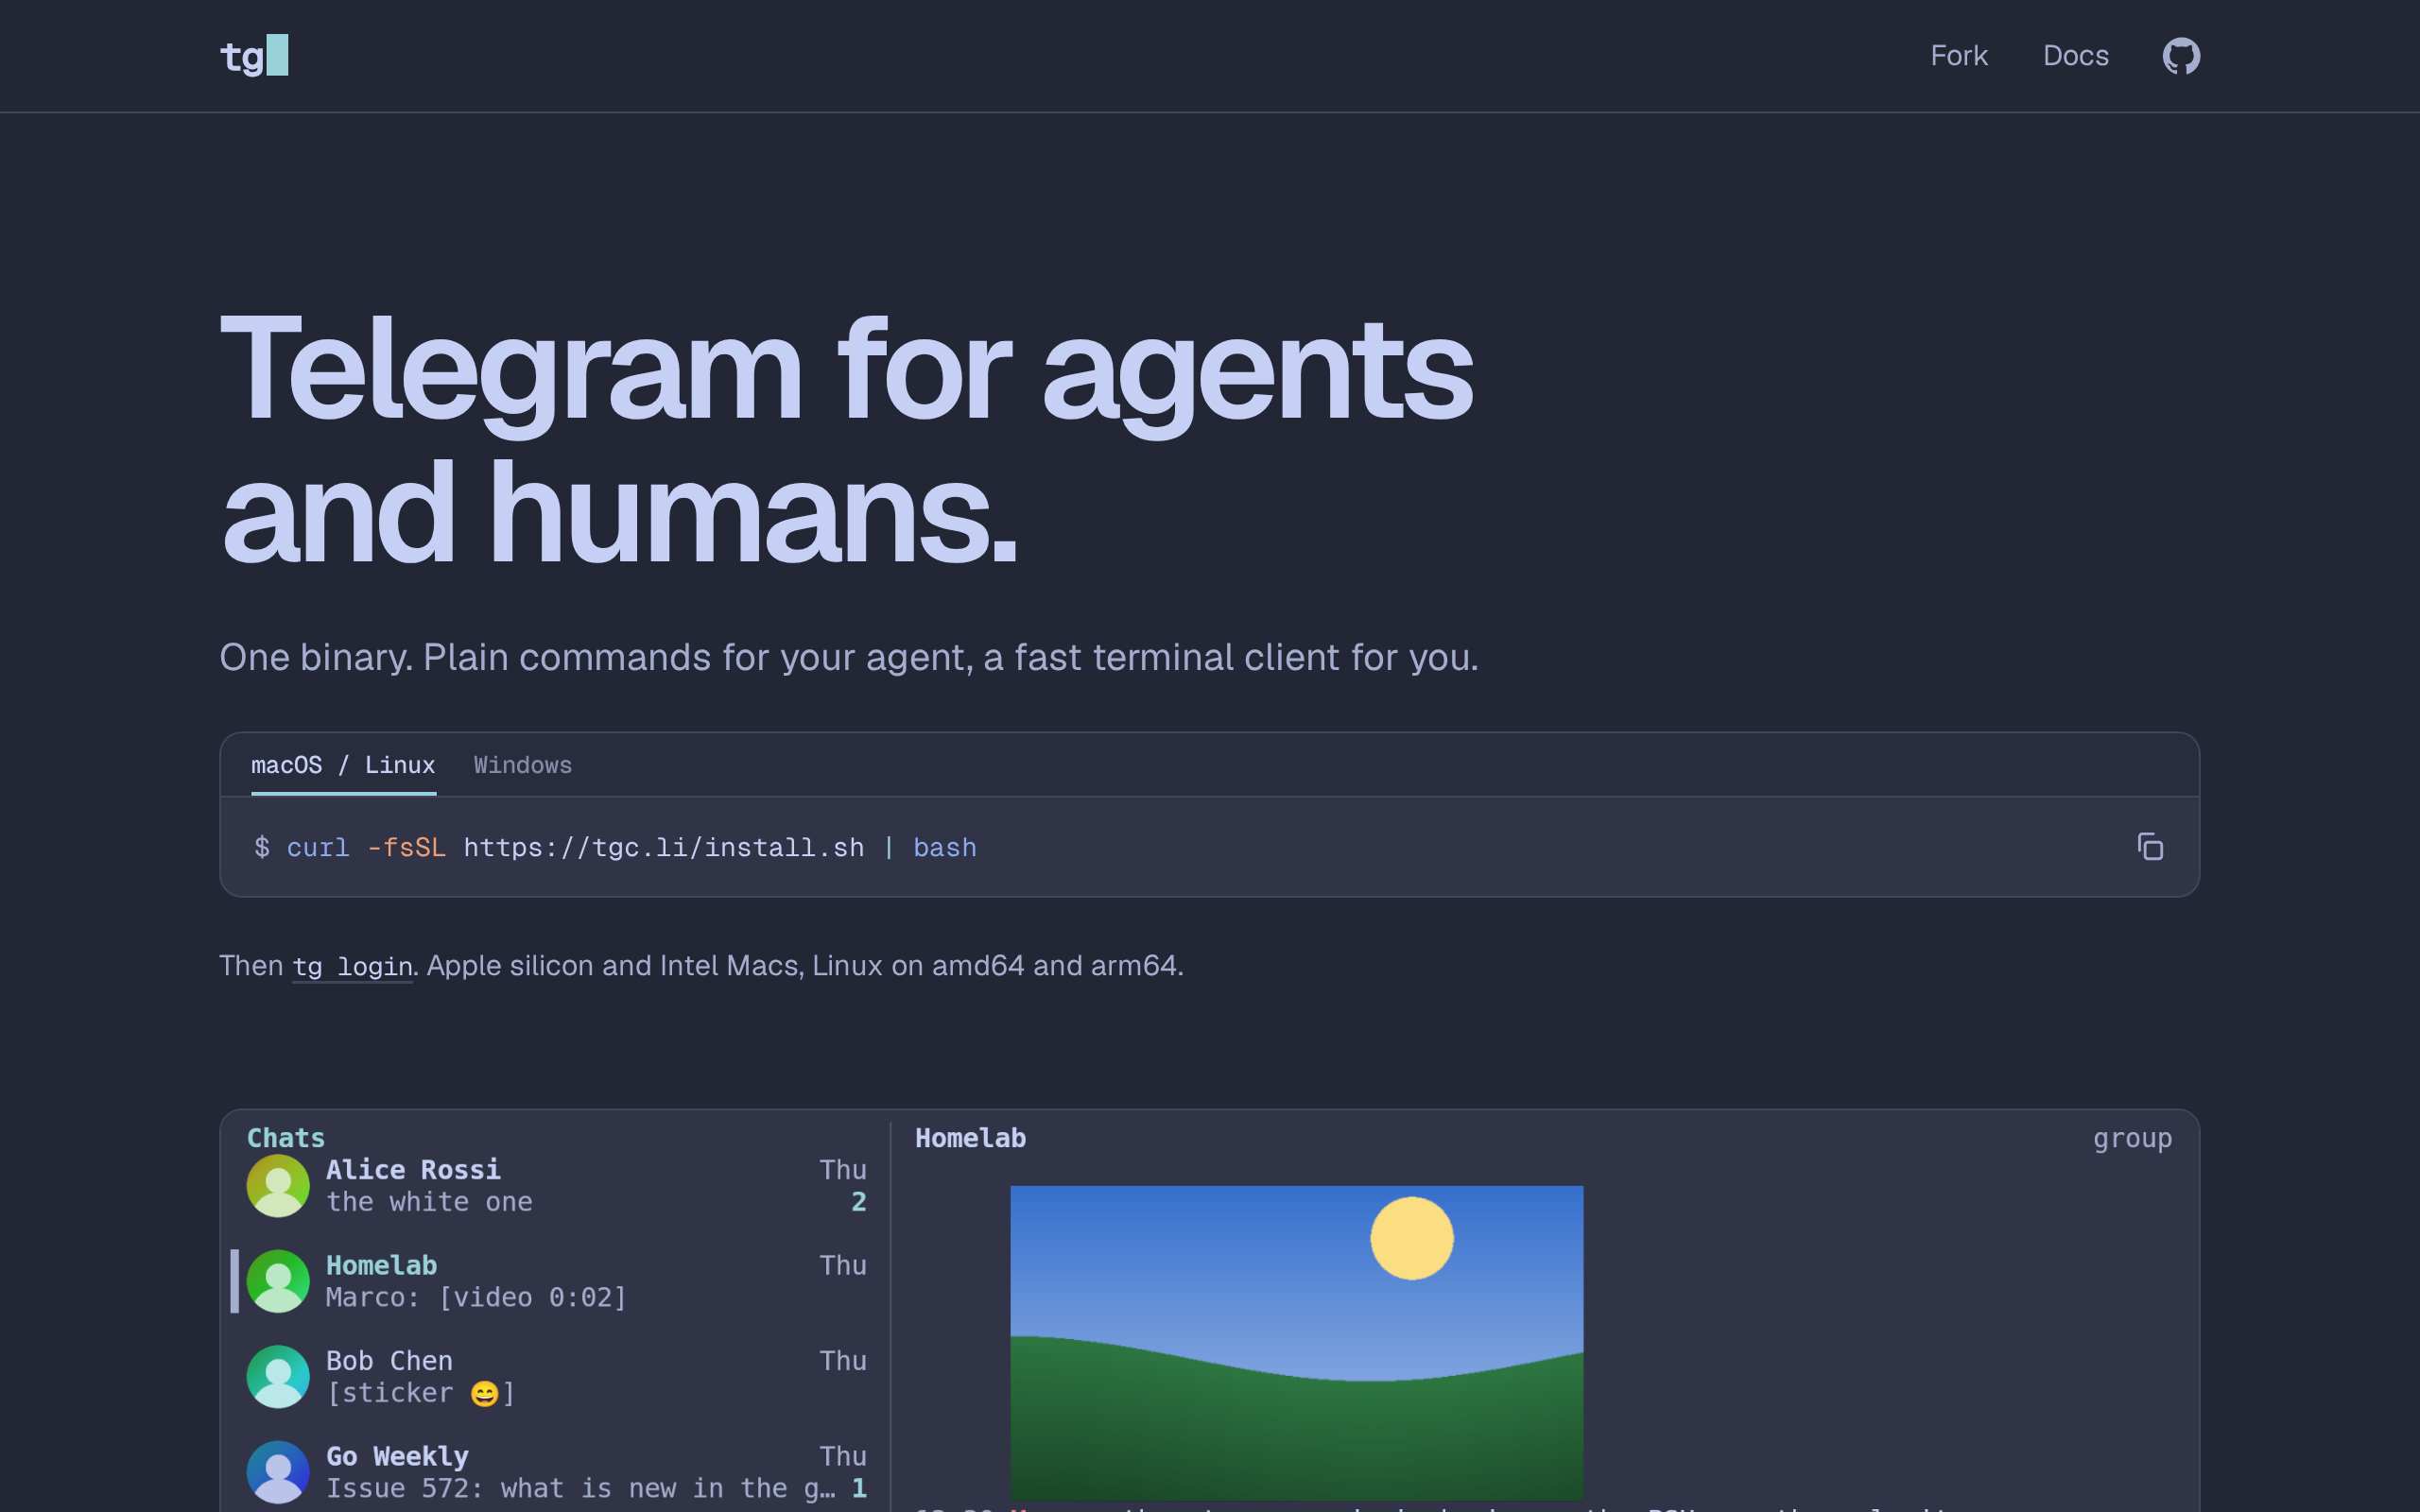 tg
Fork
Docs
Telegram for agents
and humans.
One binary. Plain commands for your agent, a fast terminal client for you.
macOS / Linux
Windows
$ curl -fsSL https://tgc.li/install.sh | bash
Then tg login. Apple silicon and Intel Macs, Linux on amd64 and arm64.
Chats
Alice Rossi Thu
the white one 2
Homelab Thu
Marco: [video 0:02]
Bob Chen Thu
[sticker 😄]
Go Weekly Thu
Issue 572: what is new in the g… 1
Homelab group